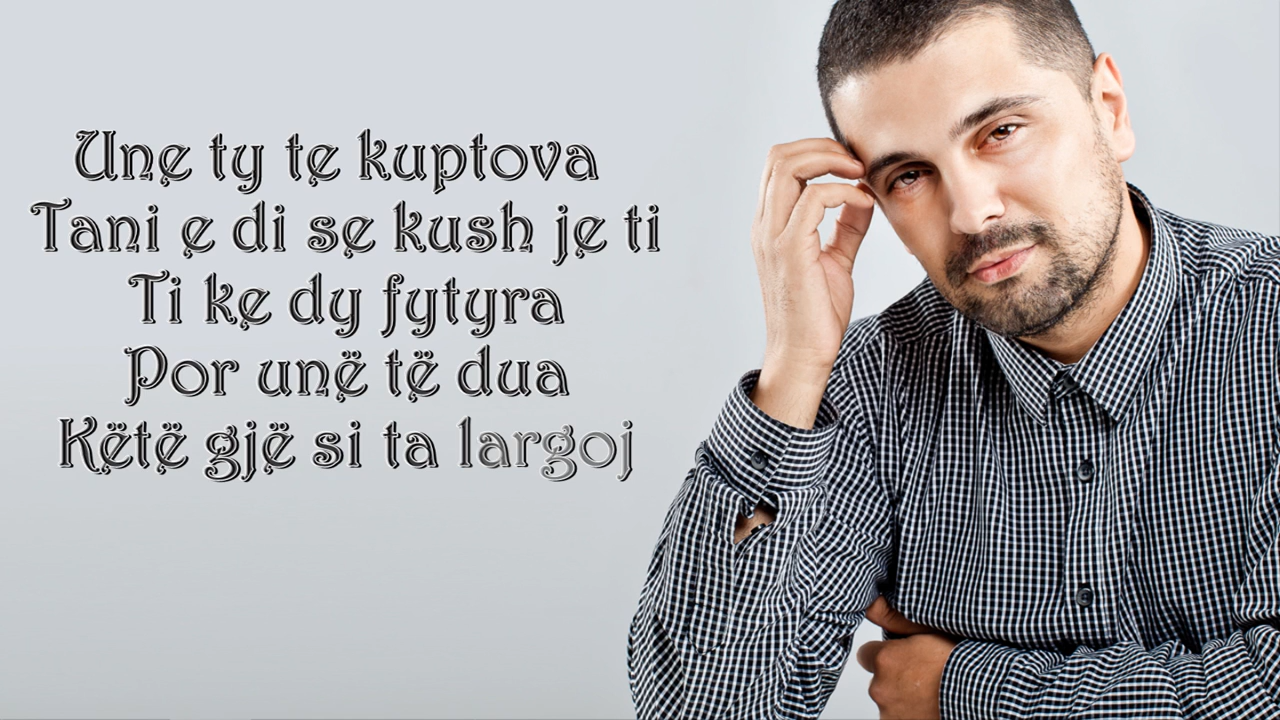 Une ty te kuptova
Tani e di se kush je ti
Ti ke dy fytyra
Por unë të dua
Këtë gjë si ta largoj